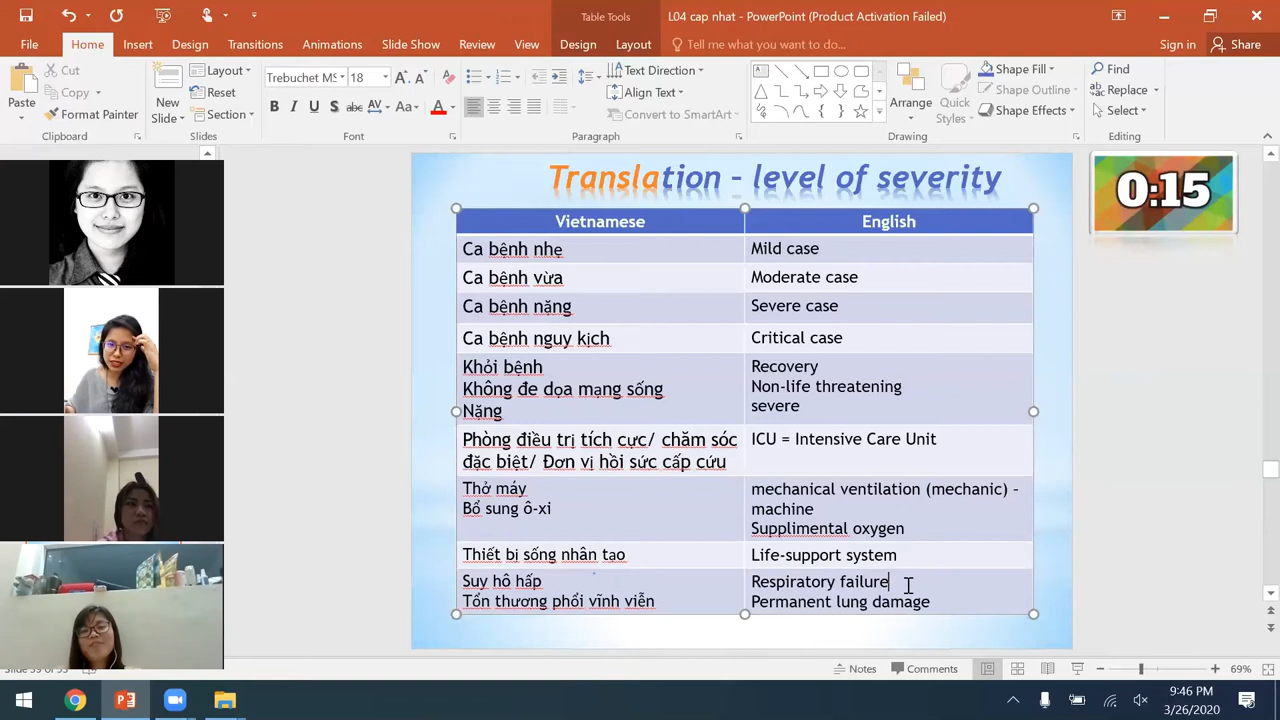 Table Tools
L04 cap nhat - PowerPoint (Product Activation Failed)
File
Home
Insert
Design
Transitions
Animations
Slide Show
Review
View
Design
Layout
Tell me what you want to do...
Sign in
Share
Paste
Cut
Copy
Format Painter
Clipboard
New
Slide
Layout
Reset
Section
Slides
Trebuchet MS
18
Font
Text Direction
Align Text
Convert to SmartArt
Paragraph
Arrange
Quick
Styles
Shape Fill
Shape Outline
Shape Effects
Drawing
Find
Replace
Select
Editing
Translation – level of severity
0:15
Vietnamese
English
Ca bệnh nhẹ
Mild case
Ca bệnh vừa
Moderate case
Ca bệnh nặng
Severe case
Ca bệnh nguy kịch
Critical case
Khỏi bệnh
Không đe dọa mạng sống
Nặng
Recovery
Non-life threatening
severe
Phòng điều trị tích cực/ chăm sóc
đặc biệt/ Đơn vị hồi sức cấp cứu
ICU = Intensive Care Unit
Thở máy
Bổ sung ô-xi
mechanical ventilation (mechanic) –
machine
Supplimental oxygen
Thiết bị sống nhân tạo
Life-support system
Suy hô hấp
Tổn thương phổi vĩnh viễn
Respiratory failure
Permanent lung damage
Notes
Comments
69%
9:46 PM
3/26/2020